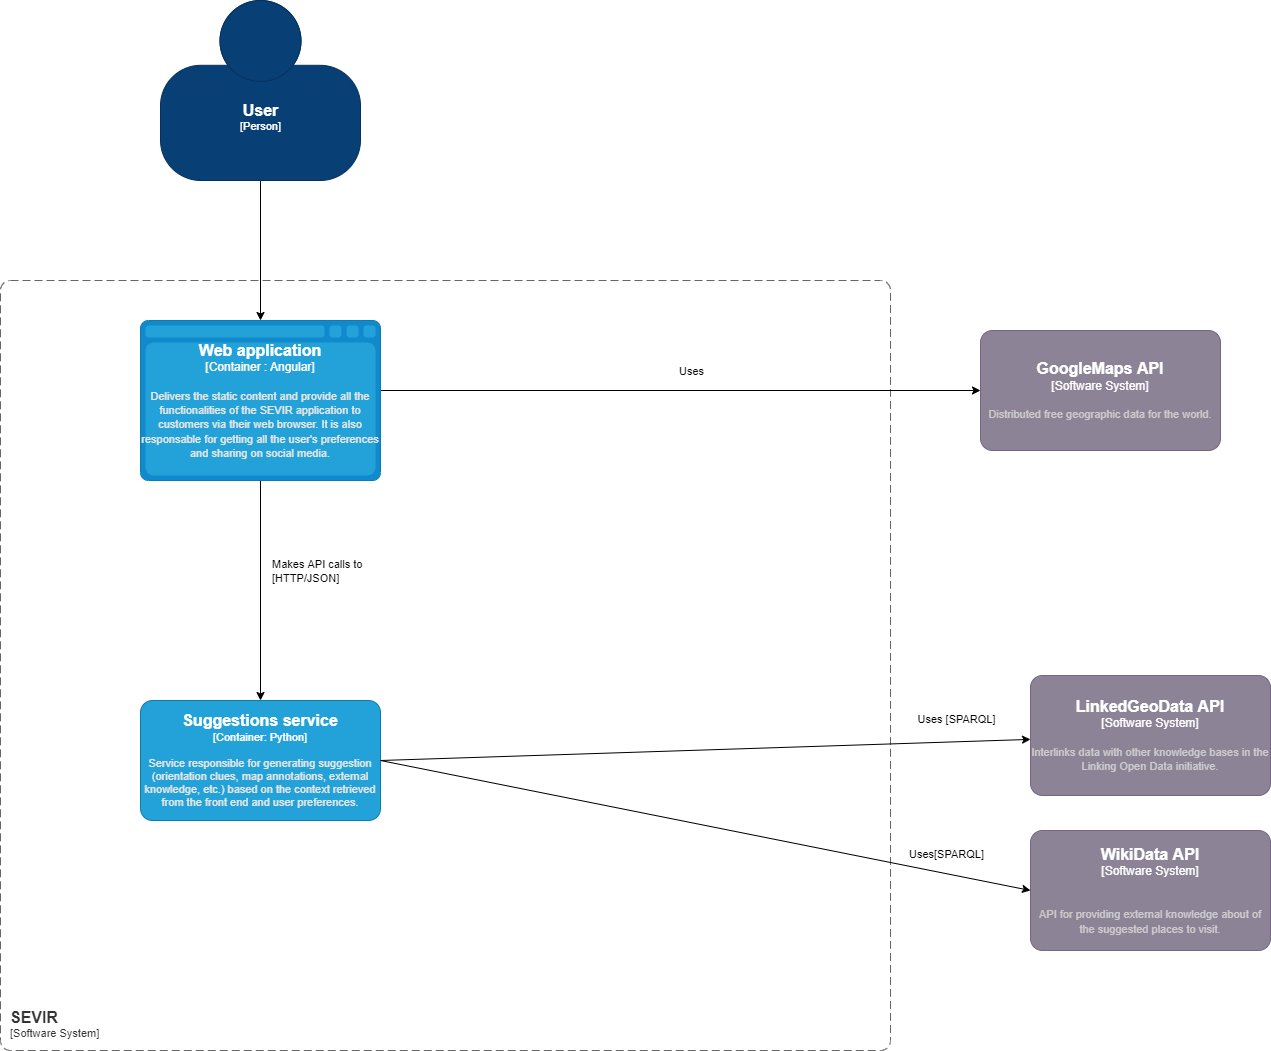 User
[Person]
Web application
[Container : Angular]
Delivers the static content and provide all the
functionalities of the SEVIR application to
customers via their web browser. It is also
responsable for getting all the user's preferences
and sharing on social media.
Uses
GoogleMaps API
[Software System]
Distributed free geographic data for the world.
Makes API calls to
[HTTP/JSON]
Suggestions service
[Container: Python]
Service responsible for generating suggestion
(orientation clues, map annotations, external
knowledge, etc.) based on the context retrieved
from the front end and user preferences.
Uses [SPARQL]
LinkedGeoData API
[Software System]
Interlinks data with other knowledge bases in the
Linking Open Data initiative.
Uses[SPARQL]
WikiData API
[Software System]
API for providing external knowledge about of
the suggested places to visit.
SEVIR
[Software System]